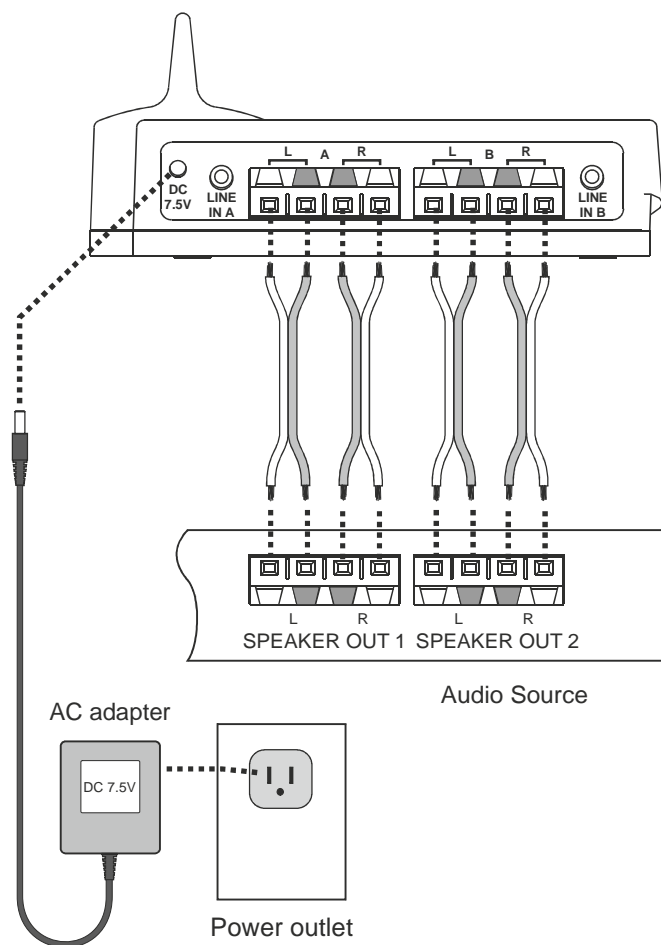 L A R
L B R
DC
7.5V
LINE
IN A
LINE
IN B
L R
L R
SPEAKER OUT 1
SPEAKER OUT 2
Audio Source
AC adapter
DC 7.5V
Power outlet